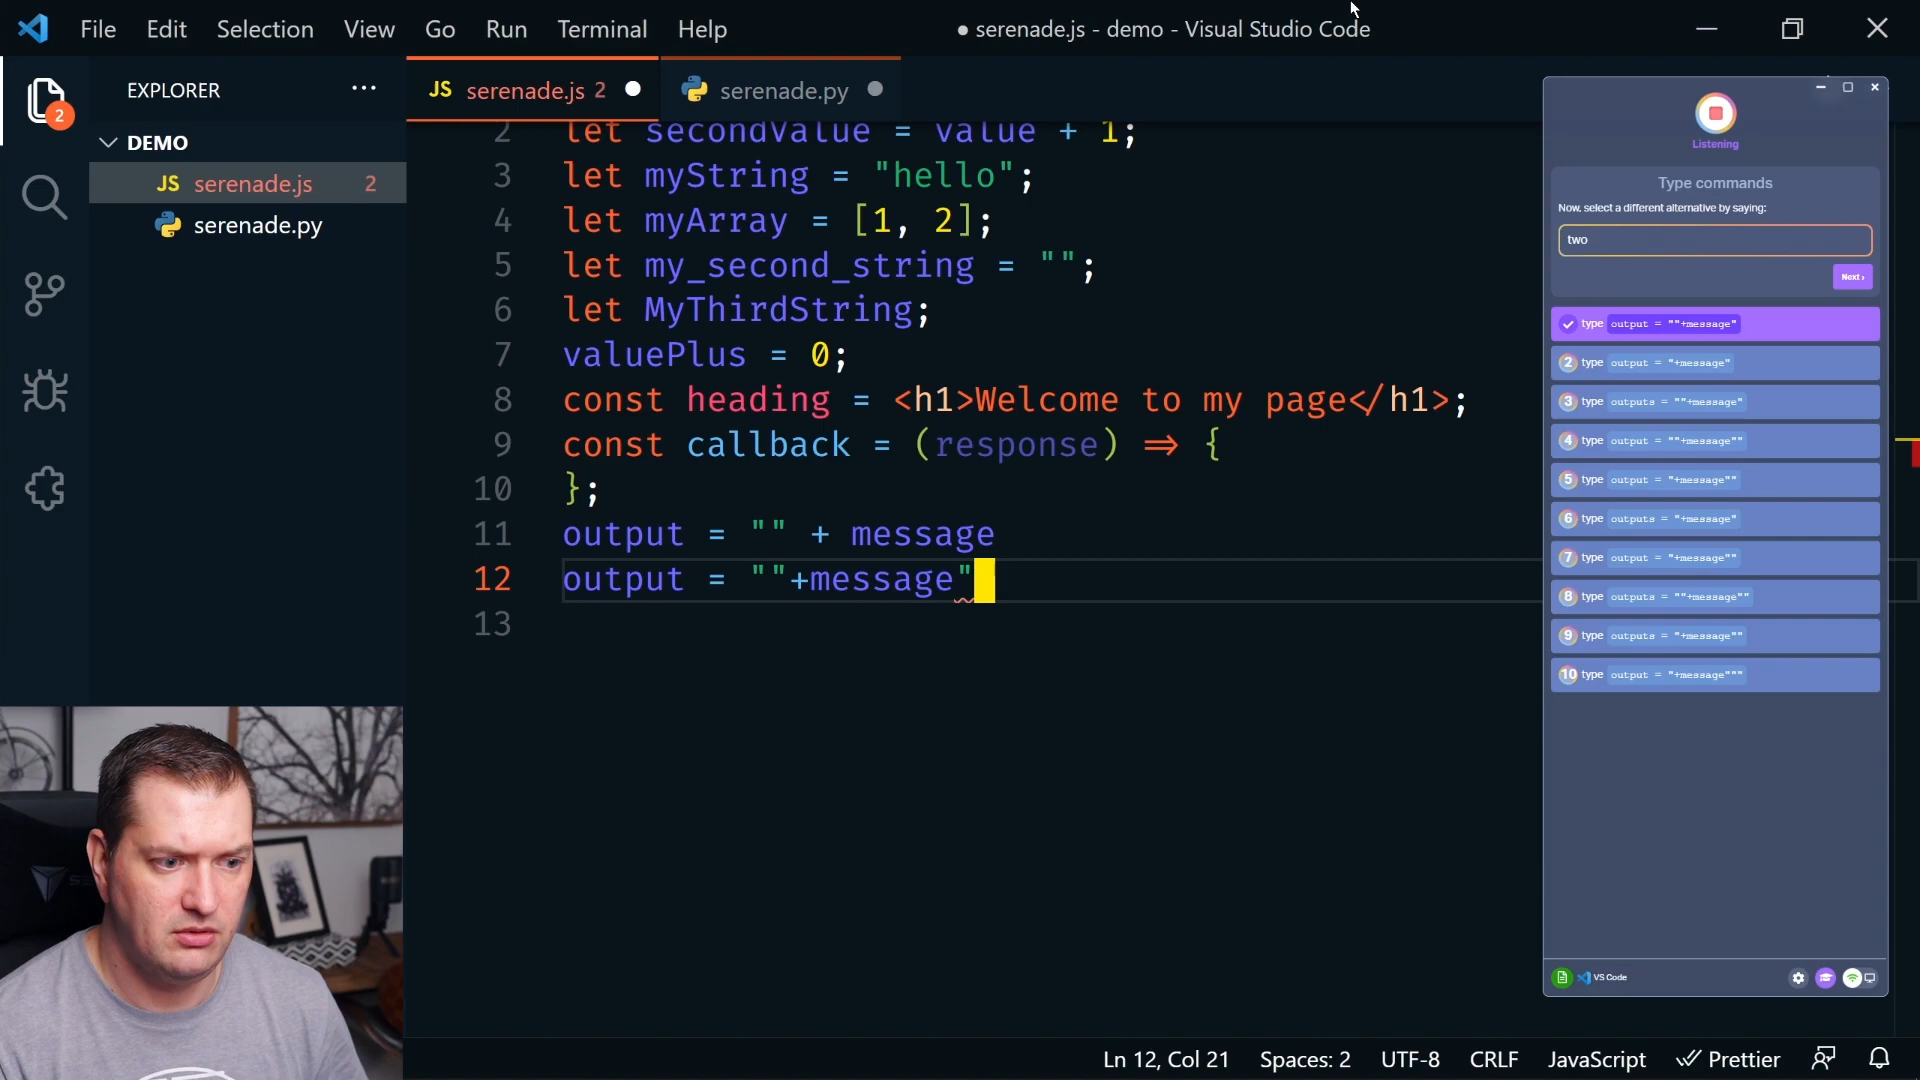 File Edit Selection View Go Run Terminal Help
● serenade.js - demo - Visual Studio Code
EXPLORER ...
2
DEMO
JS serenade.js 2
serenade.py
JS serenade.js 2
serenade.py
2 let secondValue = value + 1;
3 let myString = "hello";
4 let myArray = [1, 2];
5 let my_second_string = "";
6 let MyThirdString;
7 valuePlus = 0;
8 const heading = <h1>Welcome to my page</h1>;
9 const callback = (response) => {
10 };
11 output = "" + message
12 output = ""+message"
13
Listening
Type commands
Now, select a different alternative by saying:
two
Next ›
type output = ""+message"
2 type output = "+message"
3 type outputs = ""+message"
4 type output = ""+message""
5 type output = "+message""
6 type outputs = "+message"
7 type output = "+message""
8 type outputs = ""+message""
9 type outputs = "+message""
10 type output = "+message"""
VS Code
Ln 12, Col 21 Spaces: 2 UTF-8 CRLF JavaScript Prettier